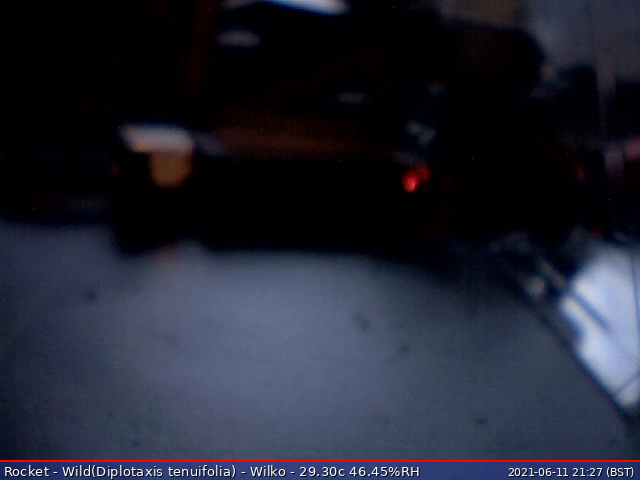 Rocket - Wild(Diplotaxis tenuifolia) - Wilko - 29.30c 46.45%RH
2021-06-11 21:27 (BST)